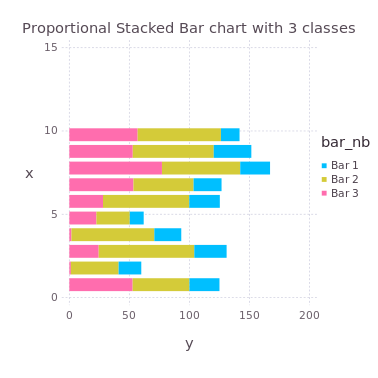 Proportional Stacked Bar chart with 3 classes
15
10
5
0
x
bar_nb
Bar 1
Bar 2
Bar 3
0 50 100 150 200
y